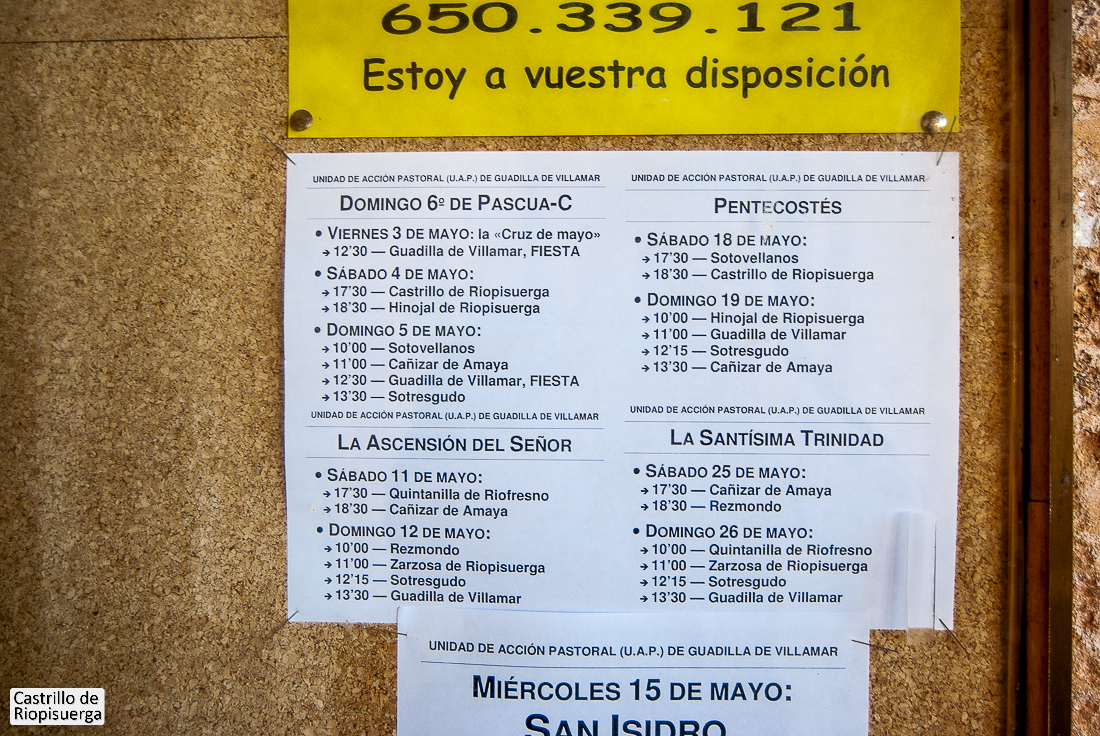 650.339.121
Estoy a vuestra disposición
UNIDAD DE ACCIÓN PASTORAL (U.A.P.) DE GUADILLA DE VILLAMAR
DOMINGO 6º DE PASCUA-C
• VIERNES 3 DE MAYO: la «Cruz de mayo»
→ 12'30 — Guadilla de Villamar, FIESTA
• SÁBADO 4 DE MAYO:
→ 17'30 — Castrillo de Riopisuerga
→ 18'30 — Hinojal de Riopisuerga
• DOMINGO 5 DE MAYO:
→ 10'00 — Sotovellanos
→ 11'00 — Cañizar de Amaya
→ 12'30 — Guadilla de Villamar, FIESTA
→ 13'30 — Sotresgudo
UNIDAD DE ACCIÓN PASTORAL (U.A.P.) DE GUADILLA DE VILLAMAR
LA ASCENSIÓN DEL SEÑOR
• SÁBADO 11 DE MAYO:
→ 17'30 — Quintanilla de Riofresno
→ 18'30 — Cañizar de Amaya
• DOMINGO 12 DE MAYO:
→ 10'00 — Rezmondo
→ 11'00 — Zarzosa de Riopisuerga
→ 12'15 — Sotresgudo
→ 13'30 — Guadilla de Villamar
UNIDAD DE ACCIÓN PASTORAL (U.A.P.) DE GUADILLA DE VILLAMAR
PENTECOSTÉS
• SÁBADO 18 DE MAYO:
→ 17'30 — Sotovellanos
→ 18'30 — Castrillo de Riopisuerga
• DOMINGO 19 DE MAYO:
→ 10'00 — Hinojal de Riopisuerga
→ 11'00 — Guadilla de Villamar
→ 12'15 — Sotresgudo
→ 13'30 — Cañizar de Amaya
UNIDAD DE ACCIÓN PASTORAL (U.A.P.) DE GUADILLA DE VILLAMAR
LA SANTÍSIMA TRINIDAD
• SÁBADO 25 DE MAYO:
→ 17'30 — Cañizar de Amaya
→ 18'30 — Rezmondo
• DOMINGO 26 DE MAYO:
→ 10'00 — Quintanilla de Riofresno
→ 11'00 — Zarzosa de Riopisuerga
→ 12'15 — Sotresgudo
→ 13'30 — Guadilla de Villamar
UNIDAD DE ACCIÓN PASTORAL (U.A.P.) DE GUADILLA DE VILLAMAR
MIÉRCOLES 15 DE MAYO:
SAN ISIDRO
Castrillo de
Riopisuerga